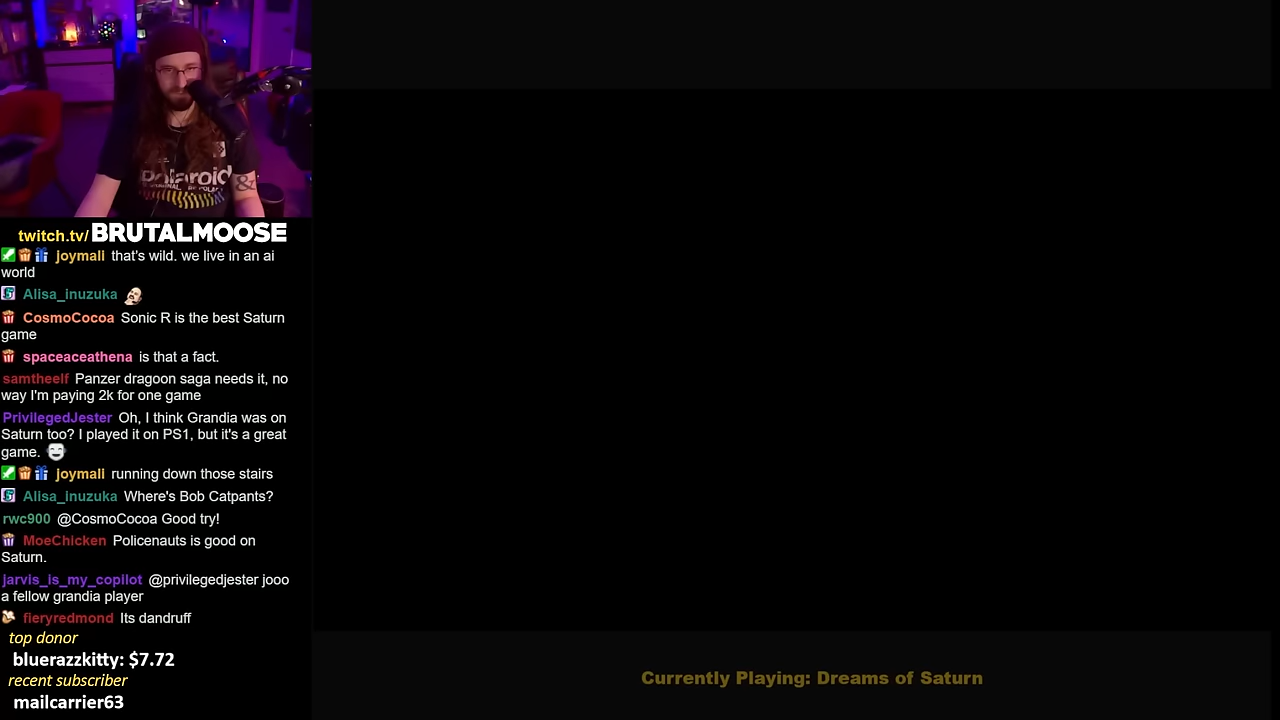 Polaroid
&
twitch.tv/BRUTALMOOSE
joymali that's wild. we live in an ai
world
Alisa_inuzuka
CosmoCocoa Sonic R is the best Saturn
game
spaceaceathena is that a fact.
samtheelf Panzer dragoon saga needs it, no
way I'm paying 2k for one game
PrivilegedJester Oh, I think Grandia was on
Saturn too? I played it on PS1, but it's a great
game.
joymali running down those stairs
Alisa_inuzuka Where's Bob Catpants?
rwc900 @CosmoCocoa Good try!
MoeChicken Policenauts is good on
Saturn.
jarvis_is_my_copilot @privilegedjester jooo
a fellow grandia player
fieryredmond Its dandruff
top donor
bluerazzkitty: $7.72
recent subscriber
mailcarrier63
Currently Playing: Dreams of Saturn